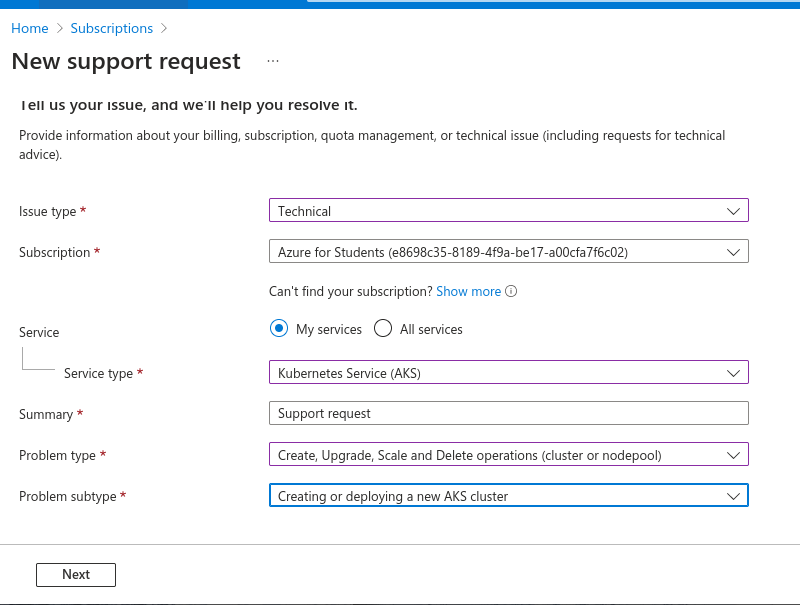 Home > Subscriptions >
New support request ...
Tell us your issue, and we'll help you resolve it.
Provide information about your billing, subscription, quota management, or technical issue (including requests for technical
advice).
Issue type * Technical
Subscription * Azure for Students (e8698c35-8189-4f9a-be17-a00cfa7f6c02)
Can't find your subscription? Show more
Service My services All services
Service type * Kubernetes Service (AKS)
Summary * Support request
Problem type * Create, Upgrade, Scale and Delete operations (cluster or nodepool)
Problem subtype * Creating or deploying a new AKS cluster
Next